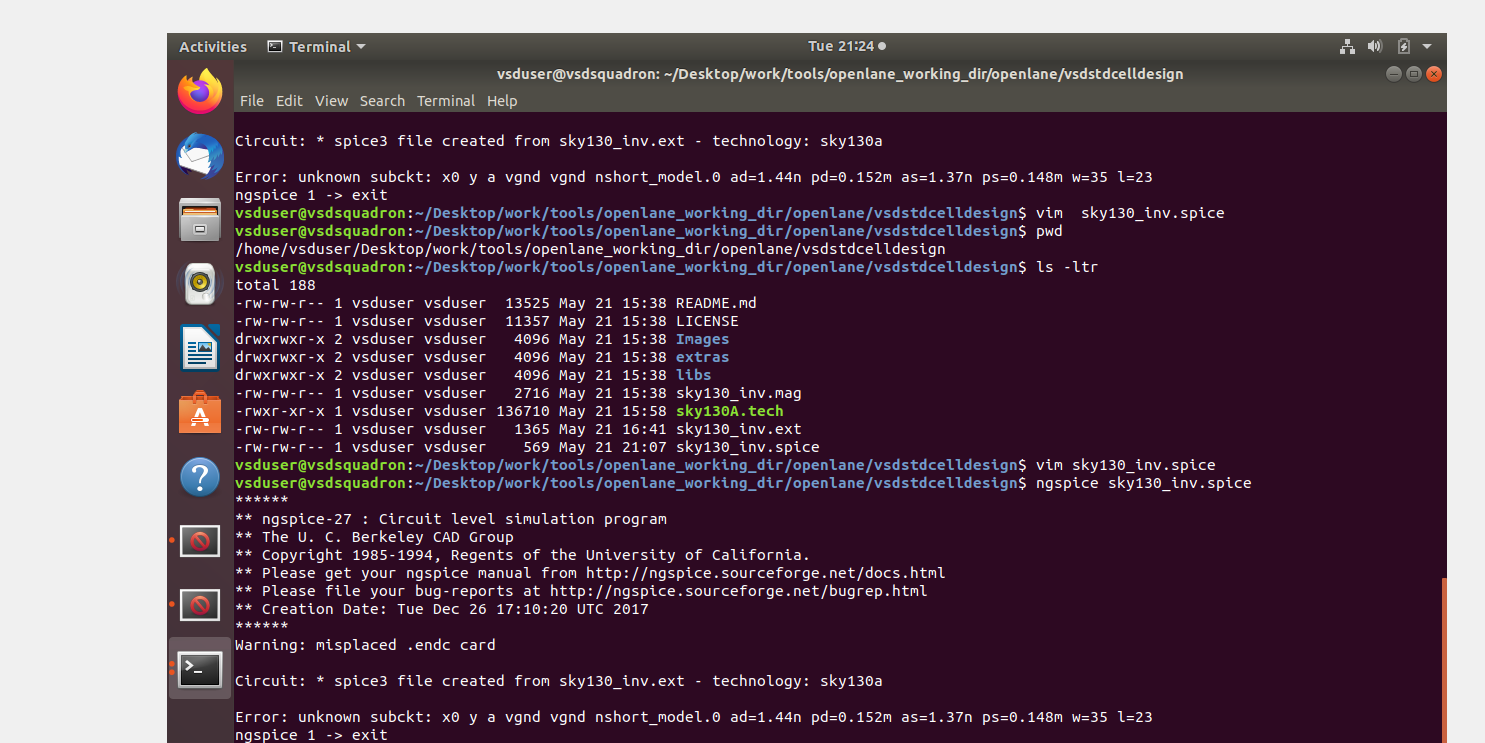 Activities Terminal Tue 21:24
vsduser@vsdsquadron: ~/Desktop/work/tools/openlane_working_dir/openlane/vsdstdcelldesign
File Edit View Search Terminal Help
Circuit: * spice3 file created from sky130_inv.ext - technology: sky130a
Error: unknown subckt: x0 y a vgnd vgnd nshort_model.0 ad=1.44n pd=0.152m as=1.37n ps=0.148m w=35 l=23
ngspice 1 -> exit
vsduser@vsdsquadron:~/Desktop/work/tools/openlane_working_dir/openlane/vsdstdcelldesign$ vim  sky130_inv.spice
vsduser@vsdsquadron:~/Desktop/work/tools/openlane_working_dir/openlane/vsdstdcelldesign$ pwd
/home/vsduser/Desktop/work/tools/openlane_working_dir/openlane/vsdstdcelldesign
vsduser@vsdsquadron:~/Desktop/work/tools/openlane_working_dir/openlane/vsdstdcelldesign$ ls -ltr
total 188
-rw-rw-r-- 1 vsduser vsduser  13525 May 21 15:38 README.md
-rw-rw-r-- 1 vsduser vsduser  11357 May 21 15:38 LICENSE
drwxrwxr-x 2 vsduser vsduser   4096 May 21 15:38 Images
drwxrwxr-x 2 vsduser vsduser   4096 May 21 15:38 extras
drwxrwxr-x 2 vsduser vsduser   4096 May 21 15:38 libs
-rw-rw-r-- 1 vsduser vsduser   2716 May 21 15:38 sky130_inv.mag
-rwxr-xr-x 1 vsduser vsduser 136710 May 21 15:58 sky130A.tech
-rw-rw-r-- 1 vsduser vsduser   1365 May 21 16:41 sky130_inv.ext
-rw-rw-r-- 1 vsduser vsduser    569 May 21 21:07 sky130_inv.spice
vsduser@vsdsquadron:~/Desktop/work/tools/openlane_working_dir/openlane/vsdstdcelldesign$ vim sky130_inv.spice
vsduser@vsdsquadron:~/Desktop/work/tools/openlane_working_dir/openlane/vsdstdcelldesign$ ngspice sky130_inv.spice
******
** ngspice-27 : Circuit level simulation program
** The U. C. Berkeley CAD Group
** Copyright 1985-1994, Regents of the University of California.
** Please get your ngspice manual from http://ngspice.sourceforge.net/docs.html
** Please file your bug-reports at http://ngspice.sourceforge.net/bugrep.html
** Creation Date: Tue Dec 26 17:10:20 UTC 2017
******
Warning: misplaced .endc card
Circuit: * spice3 file created from sky130_inv.ext - technology: sky130a
Error: unknown subckt: x0 y a vgnd vgnd nshort_model.0 ad=1.44n pd=0.152m as=1.37n ps=0.148m w=35 l=23
ngspice 1 -> exit